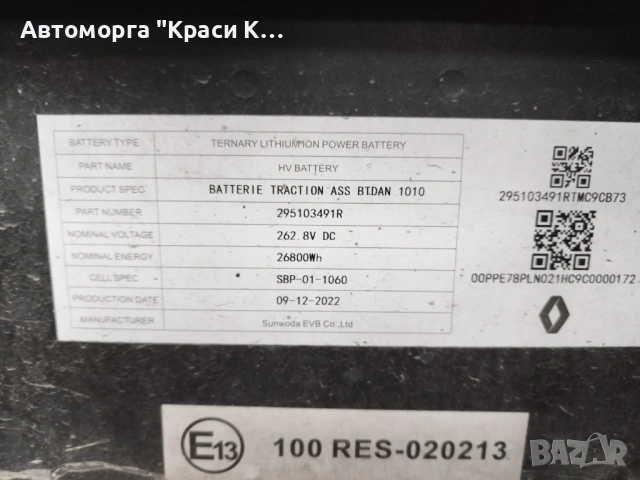 Автоморга "Краси К...
BATTERY TYPE TERNARY LITHIUMION POWER BATTERY
PART NAME HV BATTERY
PRODUCT SPEC BATTERIE TRACTION ASS BTDAN 1010
PART NUMBER 295103491R
NOMINAL VOLTAGE 262.8V DC
NOMINAL ENERGY 26800Wh
CELL SPEC SBP-01-1060
PRODUCTION DATE 09-12-2022
MANUFACTURER Sunwoda EVB Co.,Ltd
295103491RTMC9CB73
00PPE78PLN021HC9C0000172
E13 100 RES-020213
BAZAR